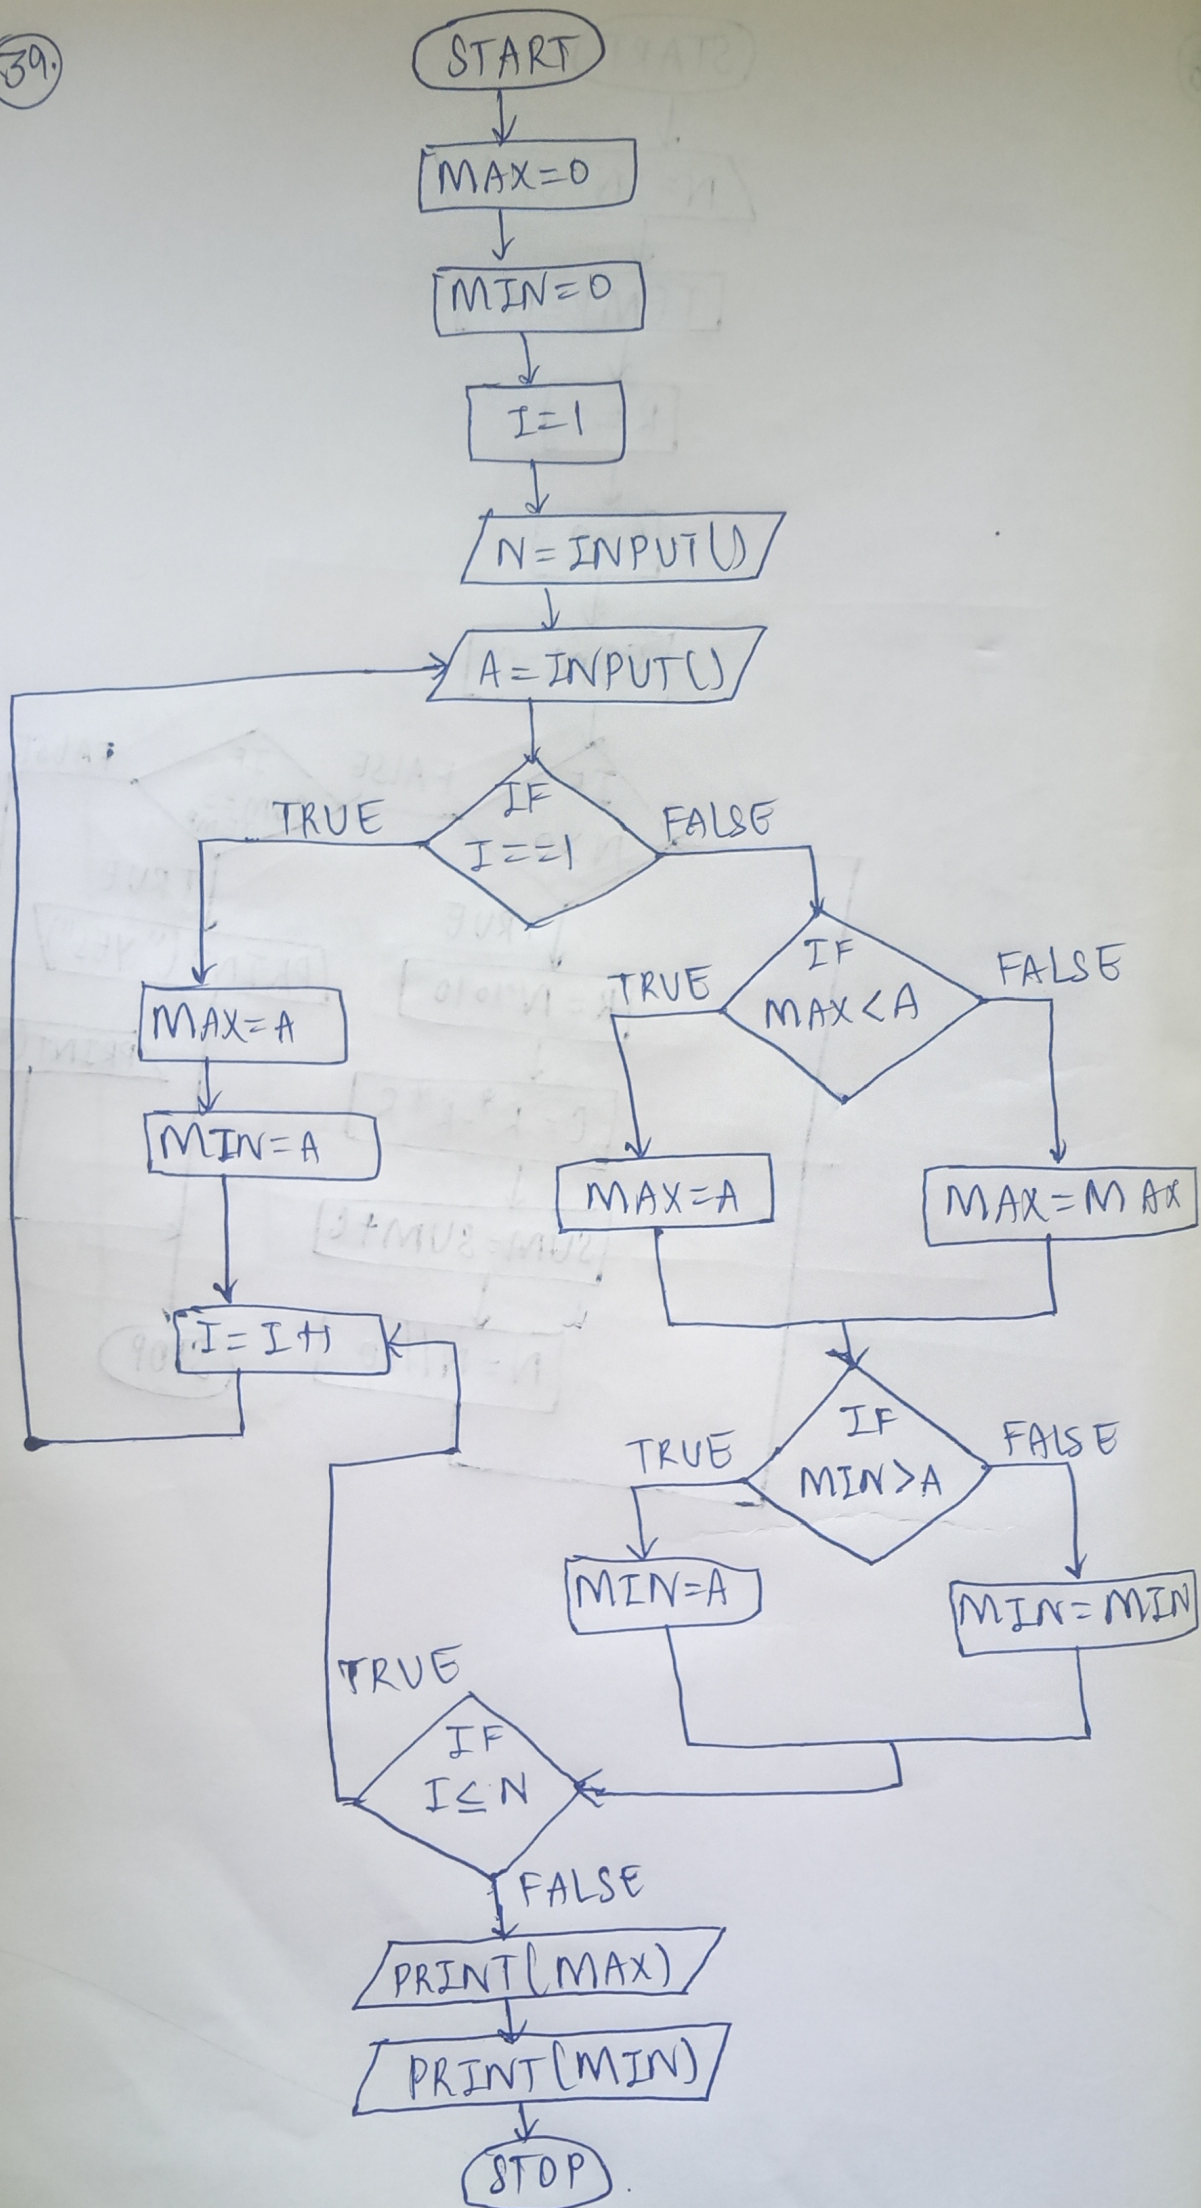 39.
START
MAX=0
MIN=0
I=1
N=INPUT()
A=INPUT()
IF
I==1
TRUE
FALSE
MAX=A
MIN=A
I=I+1
IF
MAX<A
TRUE
FALSE
MAX=A
MAX=MAX
IF
MIN>A
TRUE
FALSE
MIN=A
MIN=MIN
IF
I≤N
TRUE
FALSE
PRINT(MAX)
PRINT(MIN)
STOP